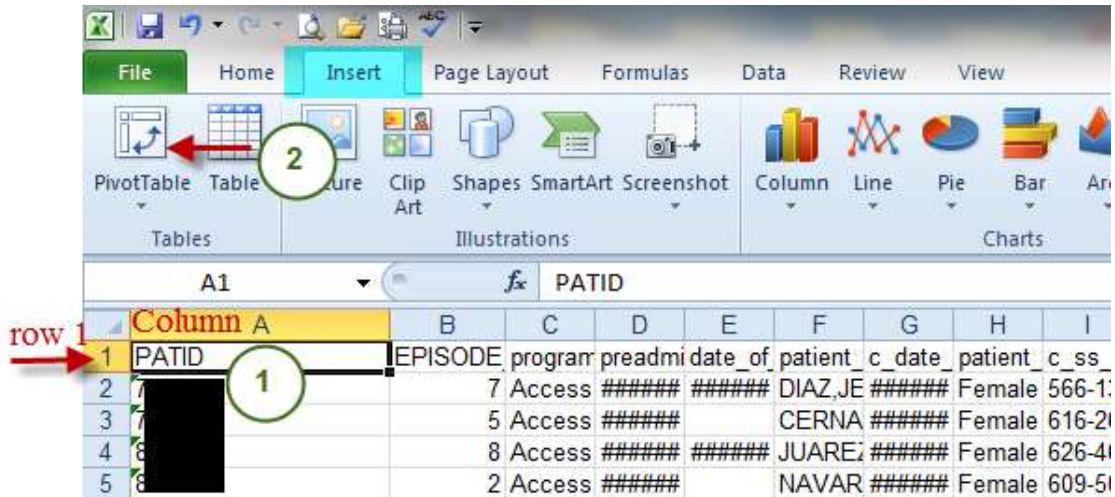 ABC
File Home Insert Page Layout Formulas Data Review View
2
PivotTable Table Clip Art Shapes SmartArt Screenshot Column Line Pie Bar
Tables Illustrations Charts
A1 fx PATID
row 1 Column A B C D E F G H I
1 PATID EPISODE program preadmi date_of patient_ c_date patient_ c_ss_
1
2 7 7 Access ###### ###### DIAZ,JE ###### Female 566-1
3 7 5 Access ###### CERNA ###### Female 616-2
4 8 8 Access ###### ###### JUAREZ ###### Female 626-4
5 8 2 Access ###### NAVAR ###### Female 609-5